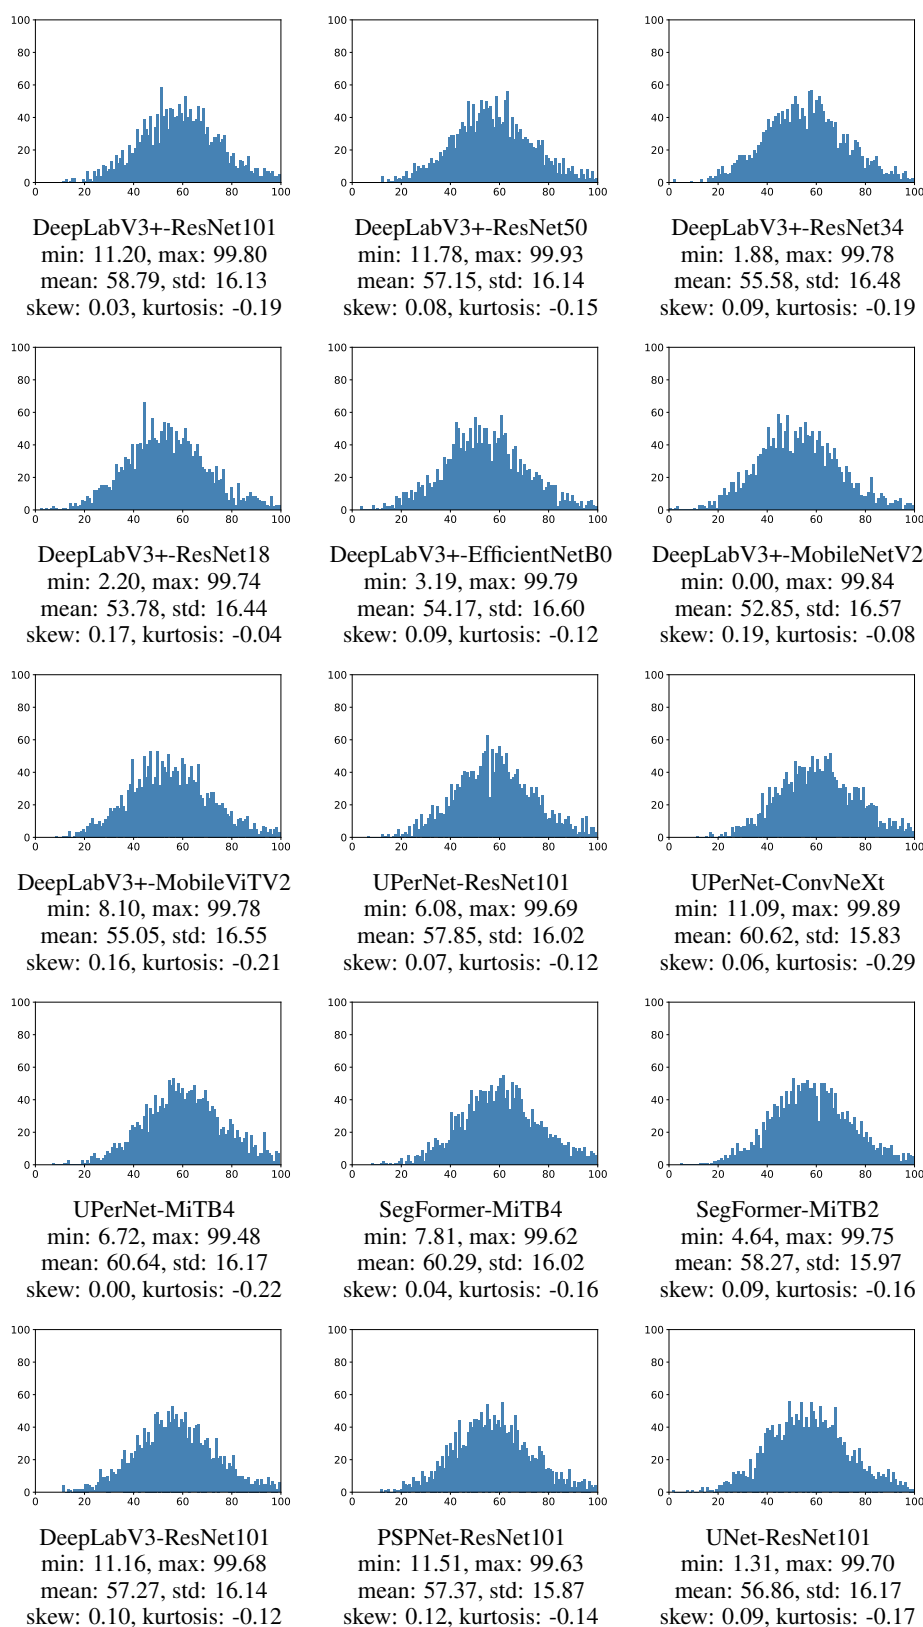 DeepLabV3+-ResNet101
min: 11.20, max: 99.80
mean: 58.79, std: 16.13
skew: 0.03, kurtosis: -0.19
DeepLabV3+-ResNet50
min: 11.78, max: 99.93
mean: 57.15, std: 16.14
skew: 0.08, kurtosis: -0.15
DeepLabV3+-ResNet34
min: 1.88, max: 99.78
mean: 55.58, std: 16.48
skew: 0.09, kurtosis: -0.19
DeepLabV3+-ResNet18
min: 2.20, max: 99.74
mean: 53.78, std: 16.44
skew: 0.17, kurtosis: -0.04
DeepLabV3+-EfficientNetB0
min: 3.19, max: 99.79
mean: 54.17, std: 16.60
skew: 0.09, kurtosis: -0.12
DeepLabV3+-MobileNetV2
min: 0.00, max: 99.84
mean: 52.85, std: 16.57
skew: 0.19, kurtosis: -0.08
DeepLabV3+-MobileViTV2
min: 8.10, max: 99.78
mean: 55.05, std: 16.55
skew: 0.16, kurtosis: -0.21
UPerNet-ResNet101
min: 6.08, max: 99.69
mean: 57.85, std: 16.02
skew: 0.07, kurtosis: -0.12
UPerNet-ConvNeXt
min: 11.09, max: 99.89
mean: 60.62, std: 15.83
skew: 0.06, kurtosis: -0.29
UPerNet-MiTB4
min: 6.72, max: 99.48
mean: 60.64, std: 16.17
skew: 0.00, kurtosis: -0.22
SegFormer-MiTB4
min: 7.81, max: 99.62
mean: 60.29, std: 16.02
skew: 0.04, kurtosis: -0.16
SegFormer-MiTB2
min: 4.64, max: 99.75
mean: 58.27, std: 15.97
skew: 0.09, kurtosis: -0.16
DeepLabV3-ResNet101
min: 11.16, max: 99.68
mean: 57.27, std: 16.14
skew: 0.10, kurtosis: -0.12
PSPNet-ResNet101
min: 11.51, max: 99.63
mean: 57.37, std: 15.87
skew: 0.12, kurtosis: -0.14
UNet-ResNet101
min: 1.31, max: 99.70
mean: 56.86, std: 16.17
skew: 0.09, kurtosis: -0.17